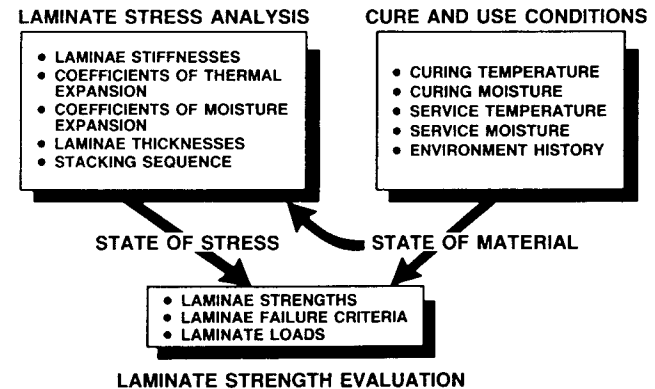 LAMINATE STRESS ANALYSIS
• LAMINAE STIFFNESSES
• COEFFICIENTS OF THERMAL
EXPANSION
• COEFFICIENTS OF MOISTURE
EXPANSION
• LAMINAE THICKNESSES
• STACKING SEQUENCE
CURE AND USE CONDITIONS
• CURING TEMPERATURE
• CURING MOISTURE
• SERVICE TEMPERATURE
• SERVICE MOISTURE
• ENVIRONMENT HISTORY
STATE OF STRESS
STATE OF MATERIAL
• LAMINAE STRENGTHS
• LAMINAE FAILURE CRITERIA
• LAMINATE LOADS
LAMINATE STRENGTH EVALUATION